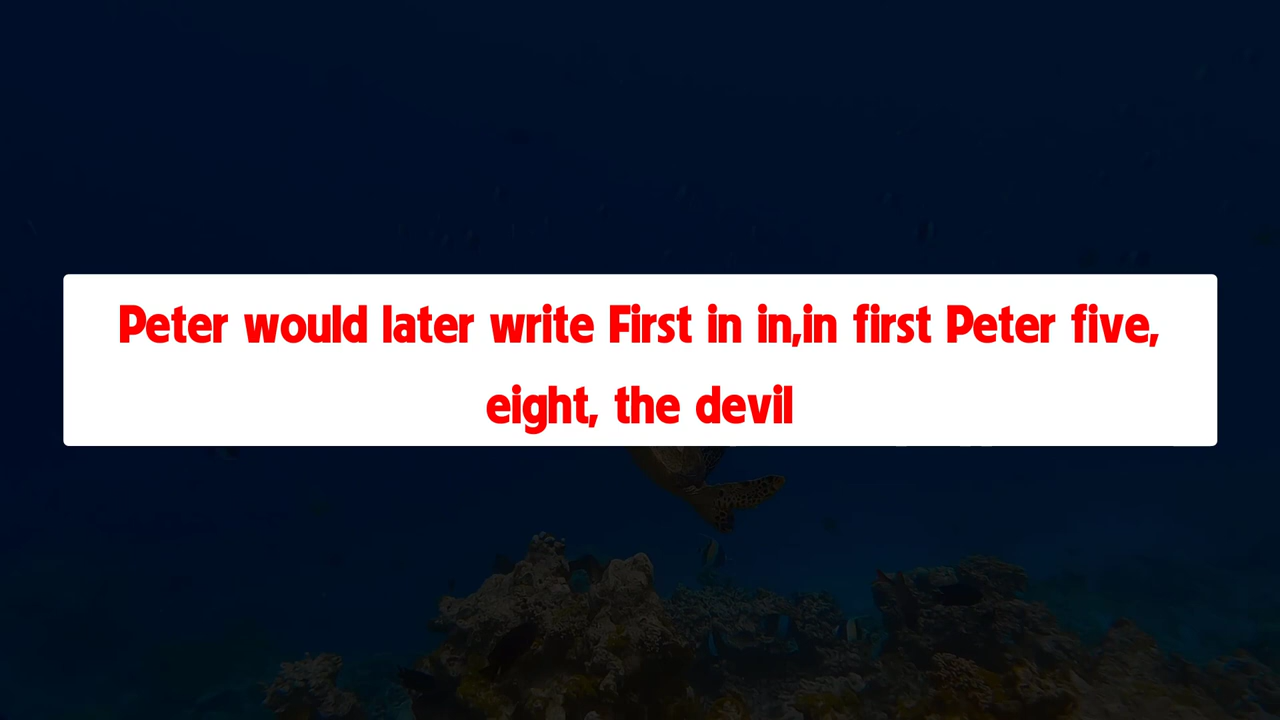 Peter would later write First in in,in first Peter five,
eight, the devil